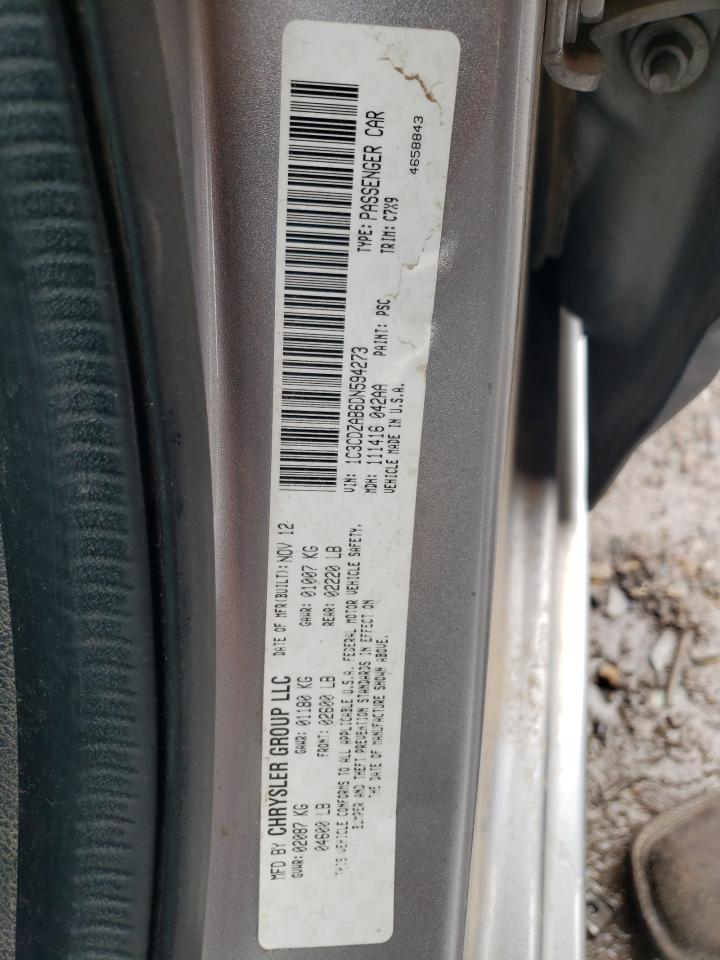 MFD BY CHRYSLER GROUP LLC DATE OF MFR(BUILT): NOV 12
GVWR: 02087 KG GAWR: 01180 KG GAWR: 01007 KG
04600 LB FRONT: 02600 LB REAR: 02220 LB
THIS VEHICLE CONFORMS TO ALL APPLICABLE U.S.A. FEDERAL MOTOR VEHICLE SAFETY,
BUMPER AND THEFT PREVENTION STANDARDS IN EFFECT ON
THE DATE OF MANUFACTURE SHOWN ABOVE.
VIN: 1C3CDZAB6DN594273 TYPE: PASSENGER CAR
MDH: 111416 042AA PAINT: PSC TRIM: C7X9
VEHICLE MADE IN U.S.A.
4658843